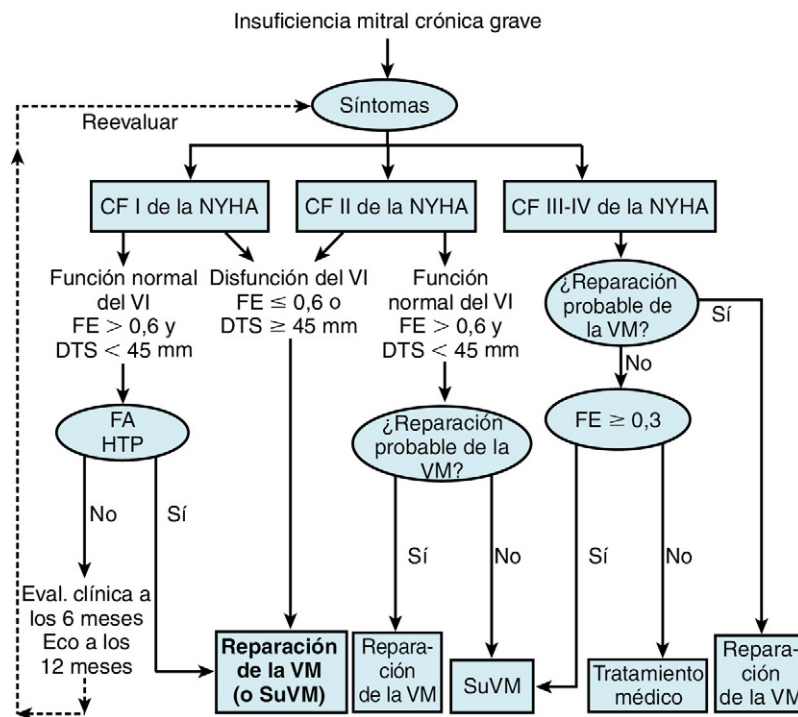 Insuficiencia mitral crónica grave
Síntomas
Reevaluar
CF I de la NYHA
CF II de la NYHA
CF III-IV de la NYHA
Función normal
del VI
FE > 0,6 y
DTS < 45 mm
Disfunción del VI
FE ≤ 0,6 o
DTS ≥ 45 mm
Función
normal del VI
FE > 0,6 y
DTS < 45 mm
¿Reparación
probable de
la VM?
Sí
No
FA
HTP
¿Reparación
probable de la
VM?
FE ≥ 0,3
No
Sí
Sí
No
Sí
No
Eval. clínica a
los 6 meses
Eco a los
12 meses
Reparación
de la VM
(o SuVM)
Repara-
ción
de la VM
SuVM
Tratamiento
médico
Repara-
ción
de la VM